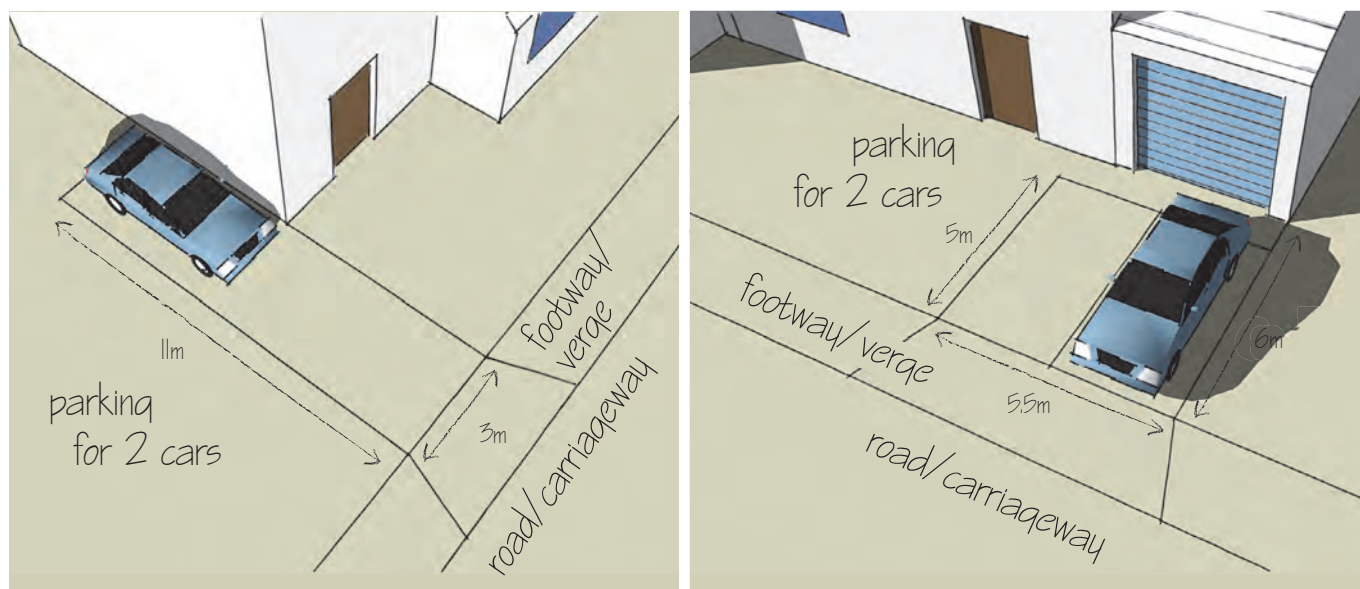 11m
parking
for 2 cars
3m
footway/
verge
road/carriageway
parking
for 2 cars
5m
footway/ verge
6m
5.5m
road/carriageway